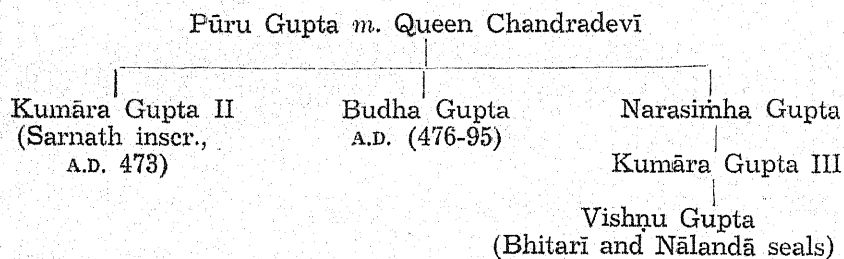 Pūru Gupta m. Queen Chandradevī
Kumāra Gupta II Budha Gupta Narasiṁha Gupta
(Sarnath inscr., A.D. (476-95)
A.D. 473)
Kumāra Gupta III
Vishṇu Gupta
(Bhitarī and Nālandā seals)